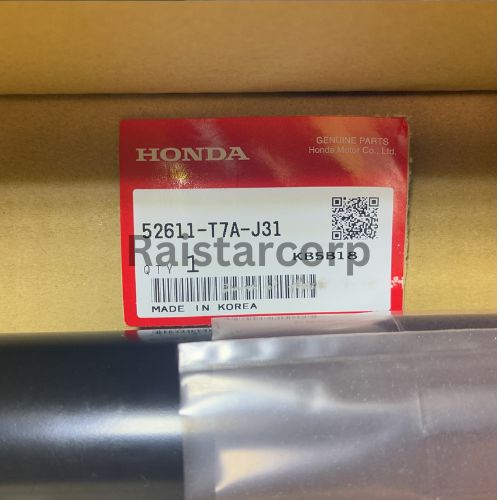 GENUINE PARTS
HONDA
Honda Motor Co., Ltd.
52611-T7A-J31
Raistarcorp
KBSB18
QTY 1
MADE IN KOREA